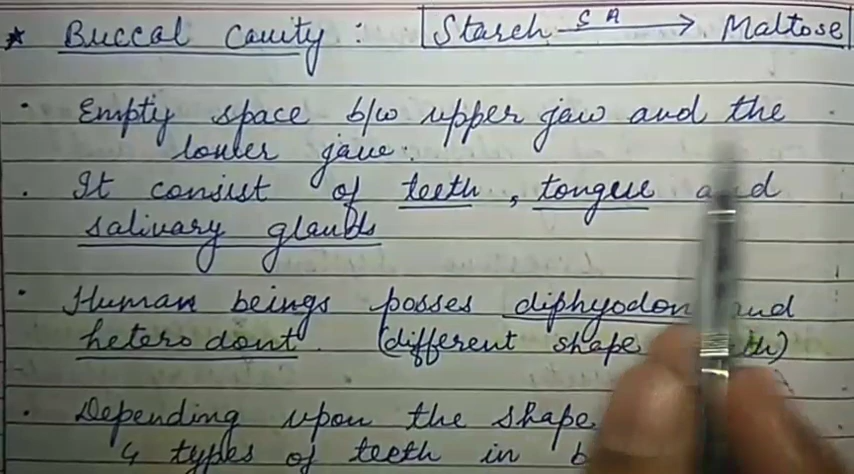 * Buccal cavity : Starch S A → Maltose
• Empty space b/w upper jaw and the
lower jaw.
• It consist of teeth, tongue and
salivary glands
• Human beings posses diphyodon and
heterodont. (different shape
• Depending upon the shape
4 types of teeth in